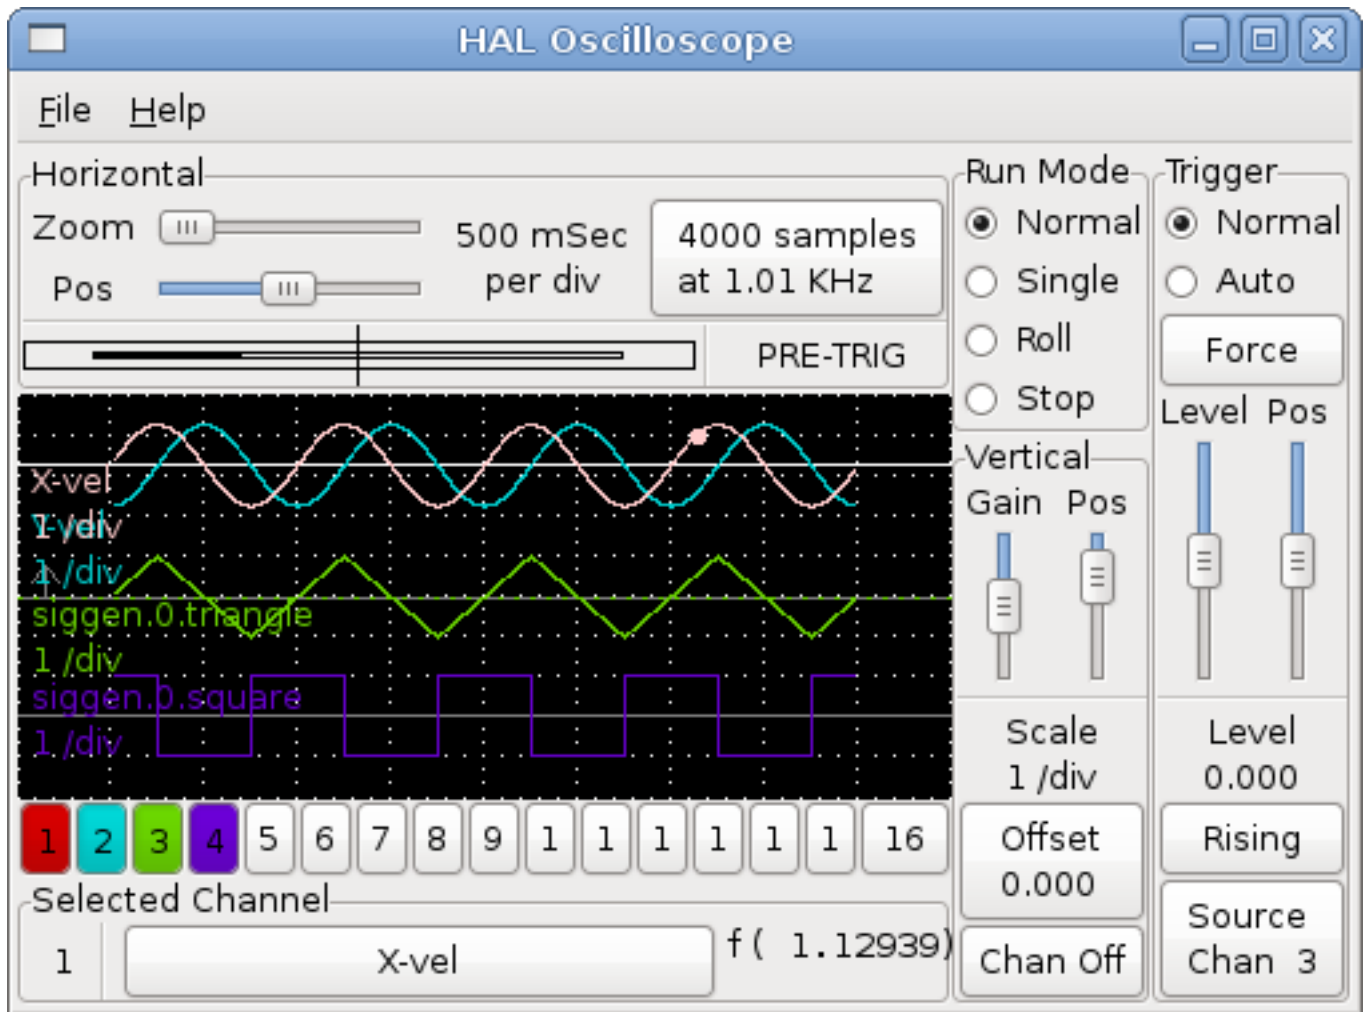 HAL Oscilloscope
File Help
Horizontal
Zoom
Pos
500 mSec
per div
4000 samples
at 1.01 KHz
PRE-TRIG
Run Mode
Normal
Single
Roll
Stop
Trigger
Normal
Auto
Force
Level Pos
Vertical
Gain Pos
X-vel
1 /div
Y-vel
1 /div
siggen.0.triangle
1 /div
siggen.0.square
1 /div
Scale
1 /div
Offset
0.000
Chan Off
Level
0.000
Rising
Source
Chan 3
1 2 3 4 5 6 7 8 9 1 1 1 1 1 1 16
Selected Channel
1
X-vel
f( 1.12939)